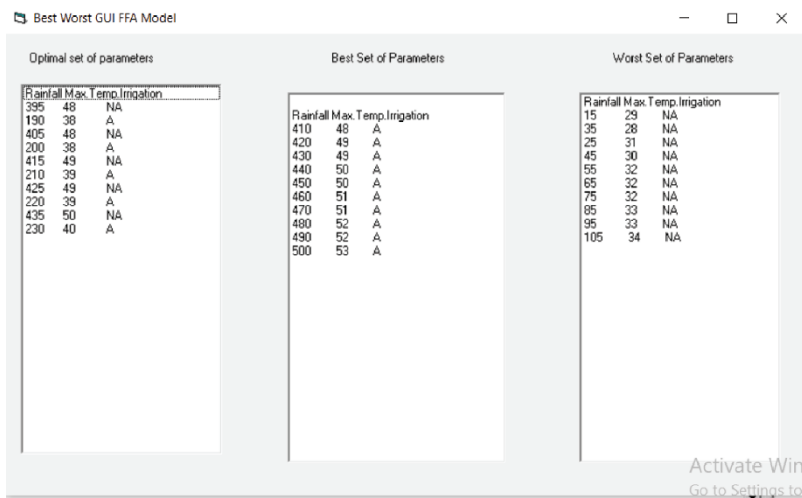 Best Worst GUI FFA Model
Optimal set of parameters
Rainfall Max.Temp.Irrigation
395 48 NA
190 38 A
405 48 NA
200 38 A
415 49 NA
210 39 A
425 49 NA
220 39 A
435 50 NA
230 40 A
Best Set of Parameters
Rainfall Max.Temp.Irrigation
410 48 A
420 49 A
430 49 A
440 50 A
450 50 A
460 51 A
470 51 A
480 52 A
490 52 A
500 53 A
Worst Set of Parameters
Rainfall Max.Temp.Irrigation
15 29 NA
35 28 NA
25 31 NA
45 30 NA
55 32 NA
65 32 NA
75 32 NA
85 33 NA
95 33 NA
105 34 NA
Activate Win
Go to Settings to